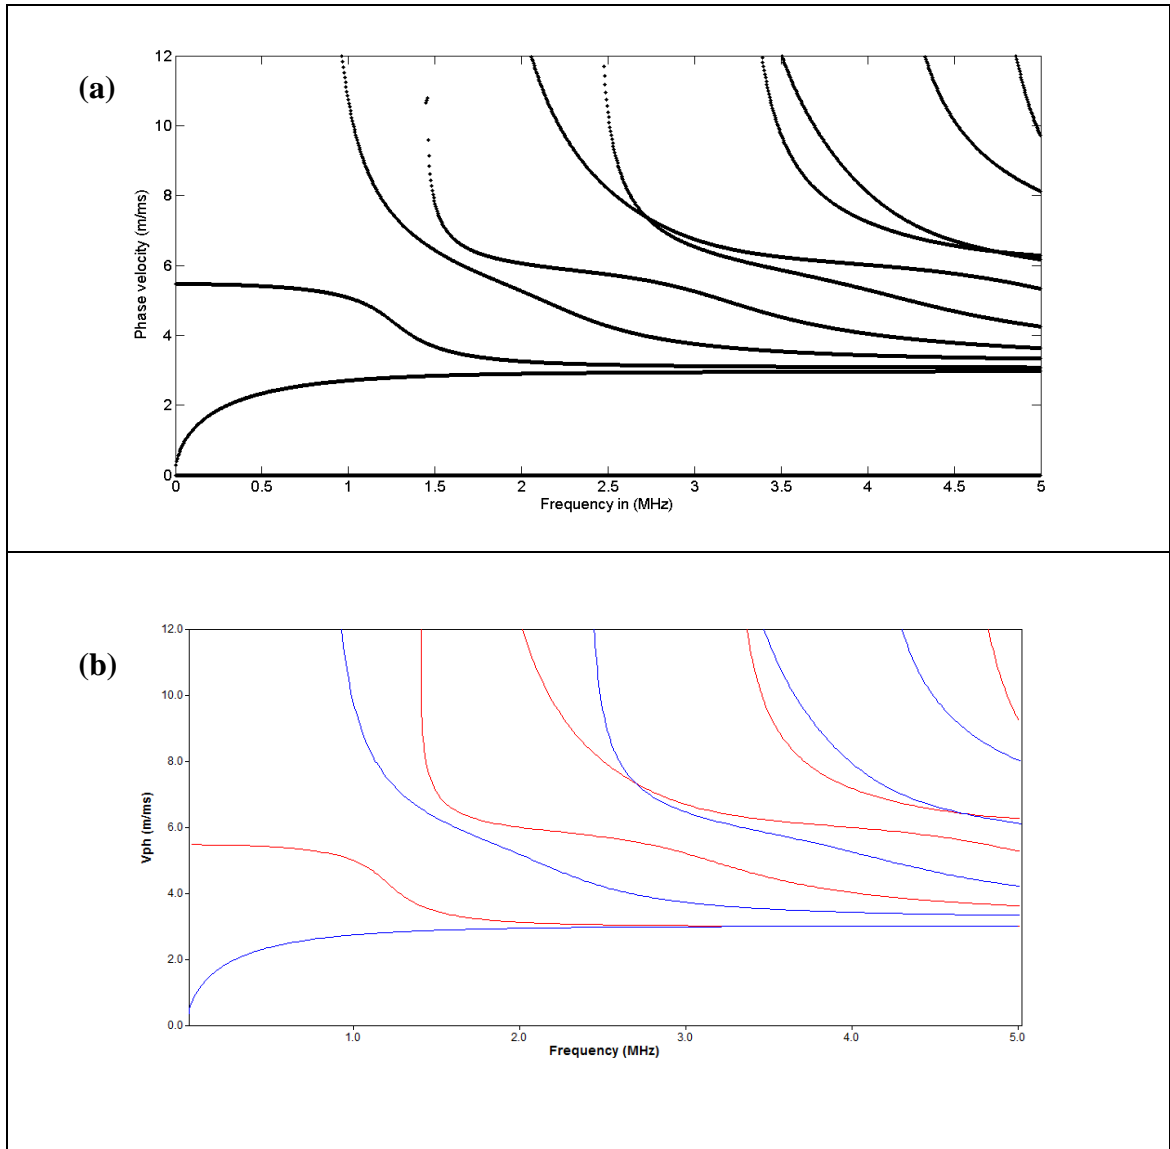 (a)
12
10
8
6
4
2
0
Phase velocity (m/ms)
0 0.5 1 1.5 2 2.5 3 3.5 4 4.5 5
Frequency in (MHz)
(b)
12.0
10.0
8.0
6.0
4.0
2.0
0.0
Vph (m/ms)
1.0 2.0 3.0 4.0 5.0
Frequency (MHz)